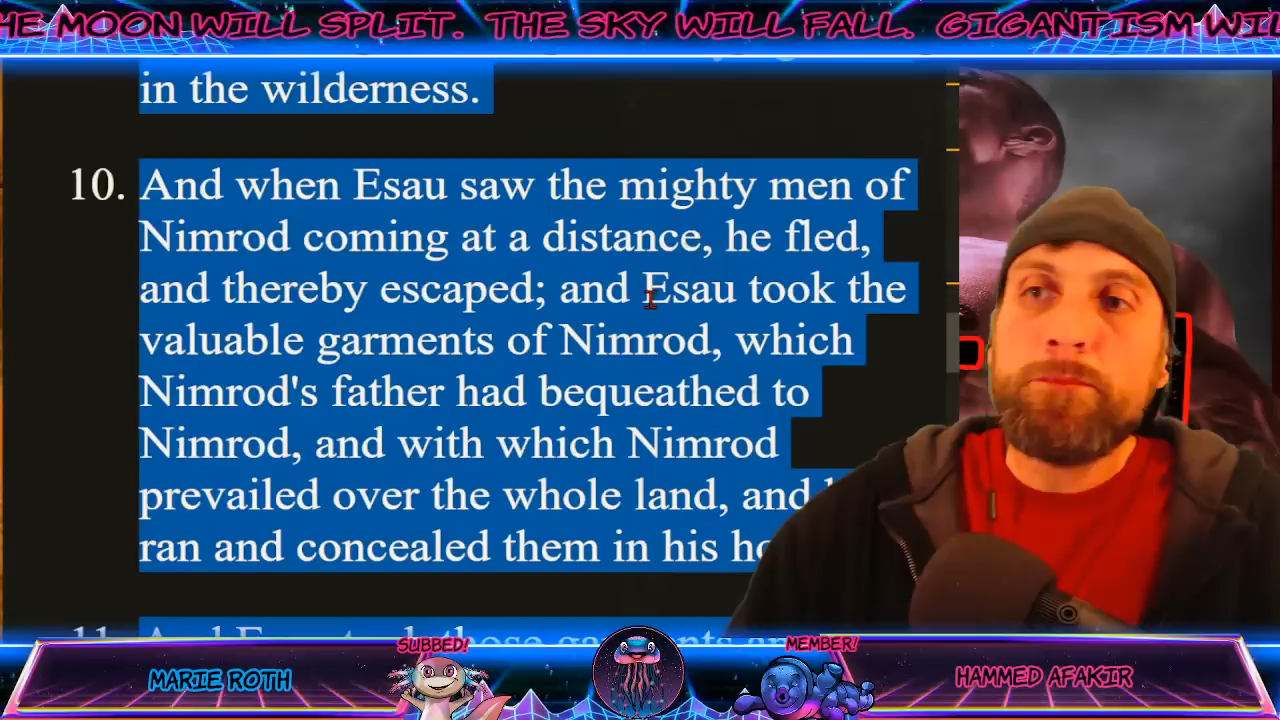 THE MOON WILL SPLIT. THE SKY WILL FALL. GIGANTISM
in the wilderness.
10. And when Esau saw the mighty men of
Nimrod coming at a distance, he fled,
and thereby escaped; and Esau took the
valuable garments of Nimrod, which
Nimrod's father had bequeathed to
Nimrod, and with which Nimrod
prevailed over the whole land, and
ran and concealed them in his
SUBBED!
MARIE ROTH
MEMBER!
HAMMED AFAKIR